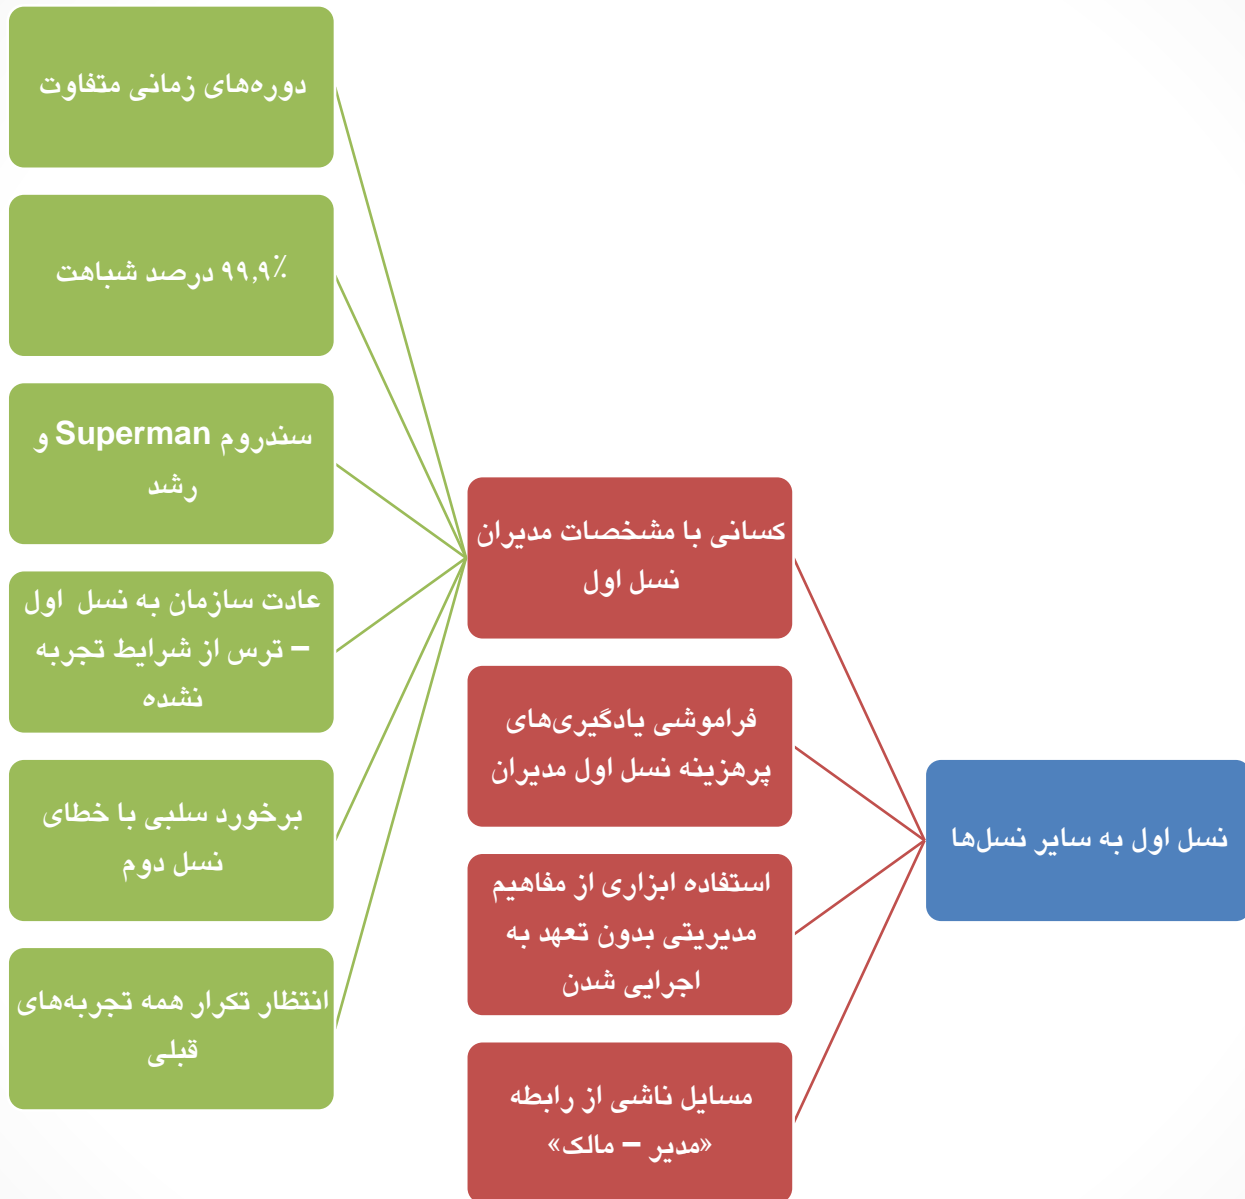 نسل اول به سایر نسل‌ها
کسانی با مشخصات مدیران
نسل اول
فراموشی یادگیری‌های
پرهزینه نسل اول مدیران
استفاده ابزاری از مفاهیم
مدیریتی بدون تعهد به
اجرایی شدن
مسایل ناشی از رابطه
«مدیر – مالک»
دوره‌های زمانی متفاوت
۹۹,۹٪ درصد شباهت
سندروم Superman و
رشد
عادت سازمان به نسل اول
– ترس از شرایط تجربه
نشده
برخورد سلبی با خطای
نسل دوم
انتظار تکرار همه تجربه‌های
قبلی